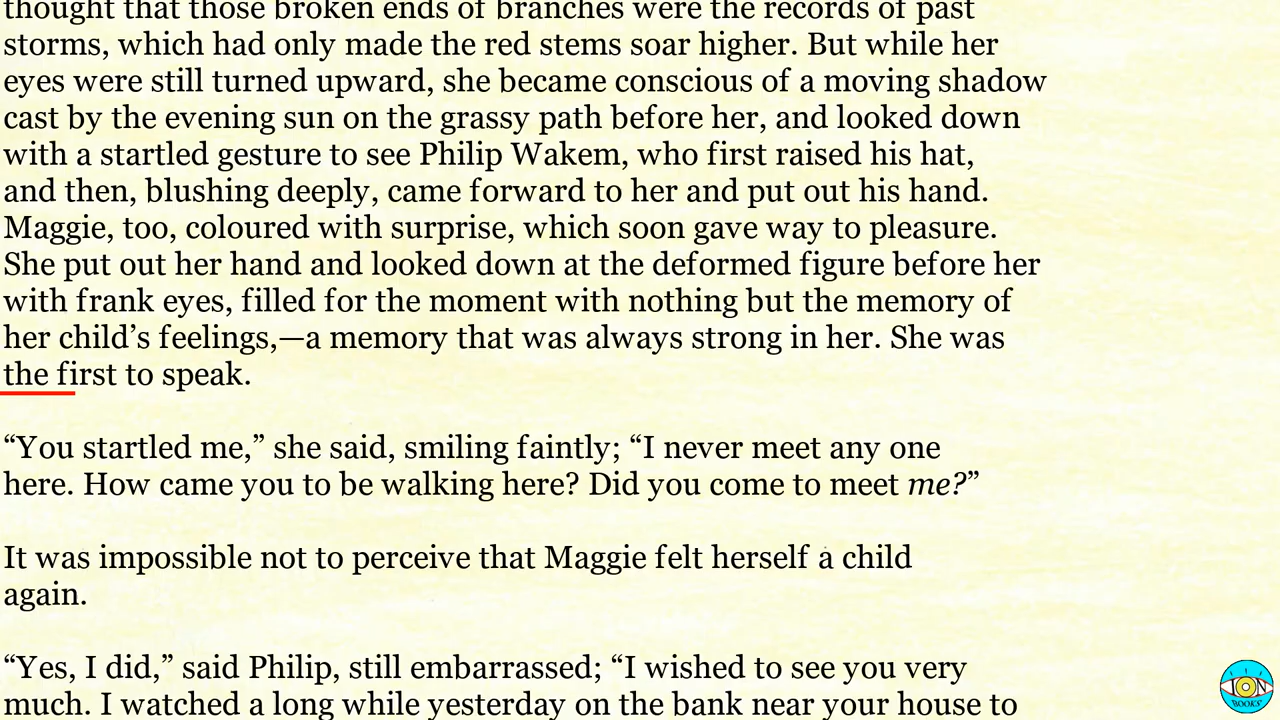 thought that those broken ends of branches were the records of past
storms, which had only made the red stems soar higher. But while her
eyes were still turned upward, she became conscious of a moving shadow
cast by the evening sun on the grassy path before her, and looked down
with a startled gesture to see Philip Wakem, who first raised his hat,
and then, blushing deeply, came forward to her and put out his hand.
Maggie, too, coloured with surprise, which soon gave way to pleasure.
She put out her hand and looked down at the deformed figure before her
with frank eyes, filled for the moment with nothing but the memory of
her child’s feelings,—a memory that was always strong in her. She was
the first to speak.
“You startled me,” she said, smiling faintly; “I never meet any one
here. How came you to be walking here? Did you come to meet me?”
It was impossible not to perceive that Maggie felt herself a child
again.
“Yes, I did,” said Philip, still embarrassed; “I wished to see you very
much. I watched a long while yesterday on the bank near your house to
ION
BOOKS